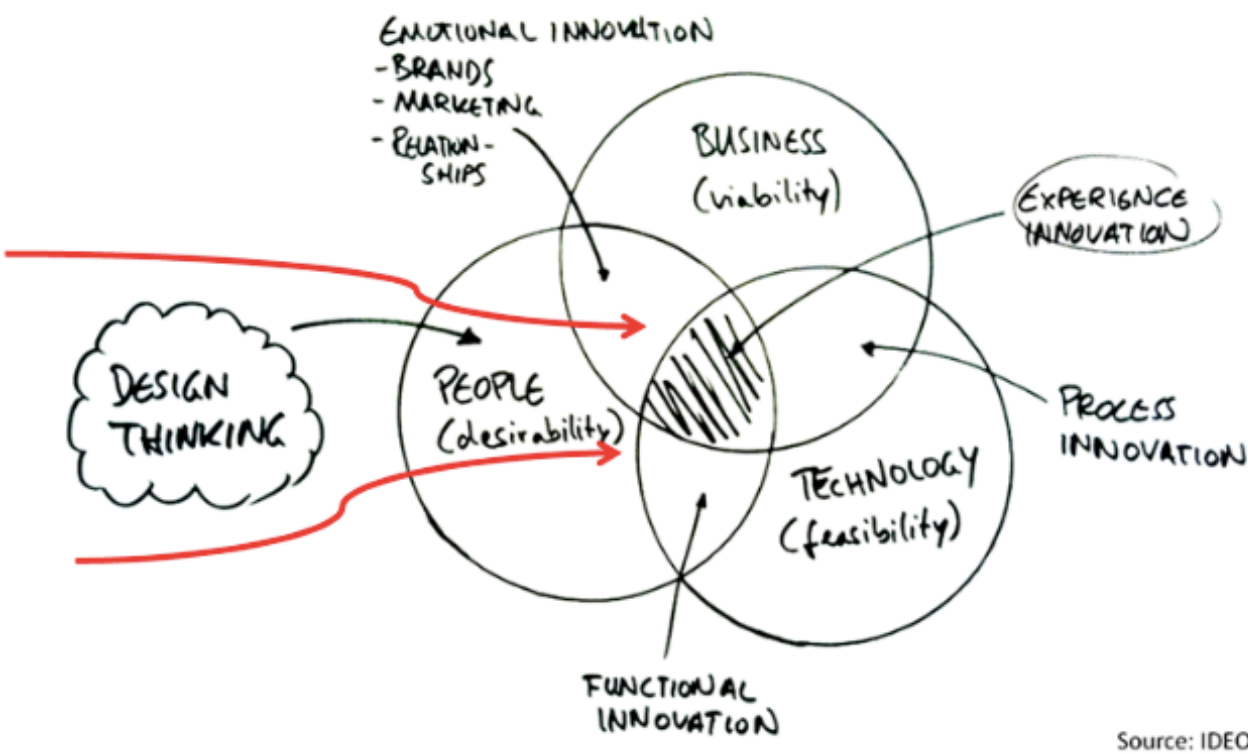 EMOTIONAL INNOVATION
- BRANDS
- MARKETING
- RELATION-
SHIPS
BUSINESS
(viability)
EXPERIENCE
INNOVATION
DESIGN
THINKING
PEOPLE
(desirability)
PROCESS
INNOVATION
TECHNOLOGY
(feasibility)
FUNCTIONAL
INNOVATION
Source: IDEO